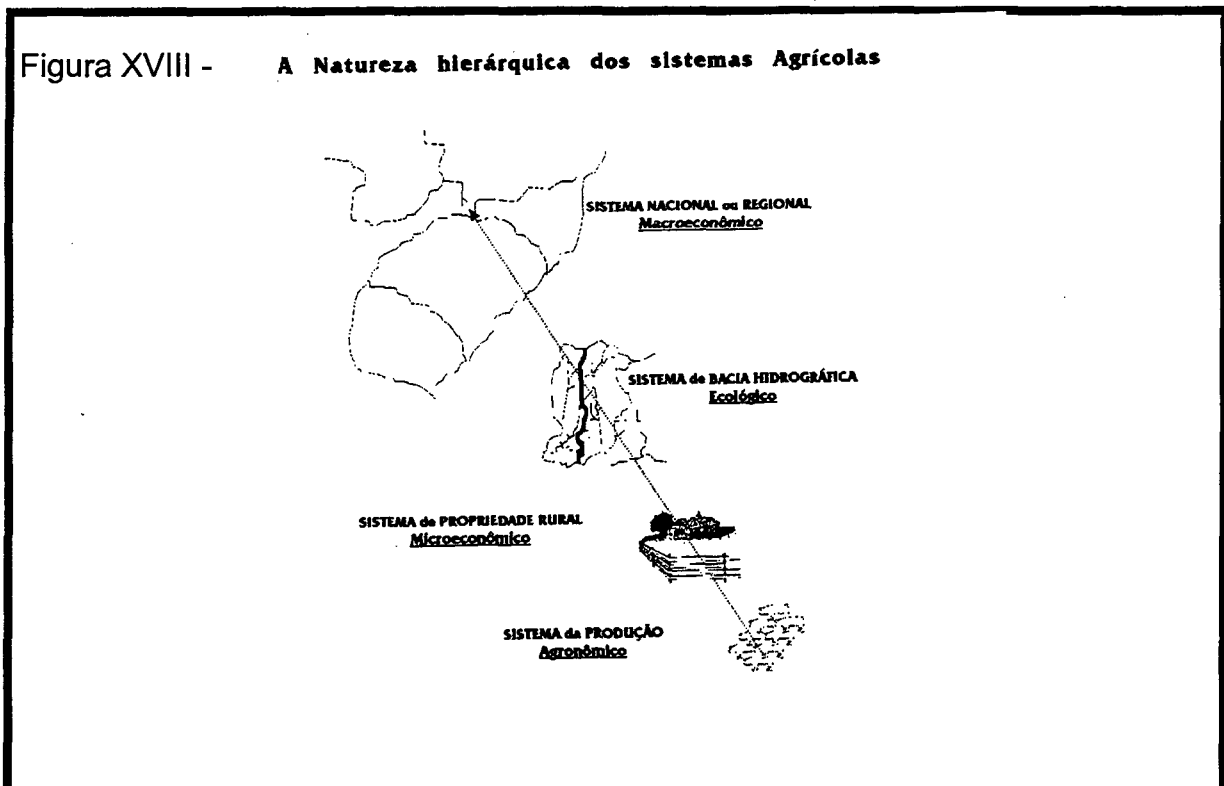 Figura XVIII - A Natureza hierárquica dos sistemas Agrícolas
SISTEMA NACIONAL ou REGIONAL
Macroeconômico
SISTEMA de BACIA HIDROGRÁFICA
Ecológico
SISTEMA de PROPRIEDADE RURAL
Microeconômico
SISTEMA da PRODUÇÃO
Agronômico